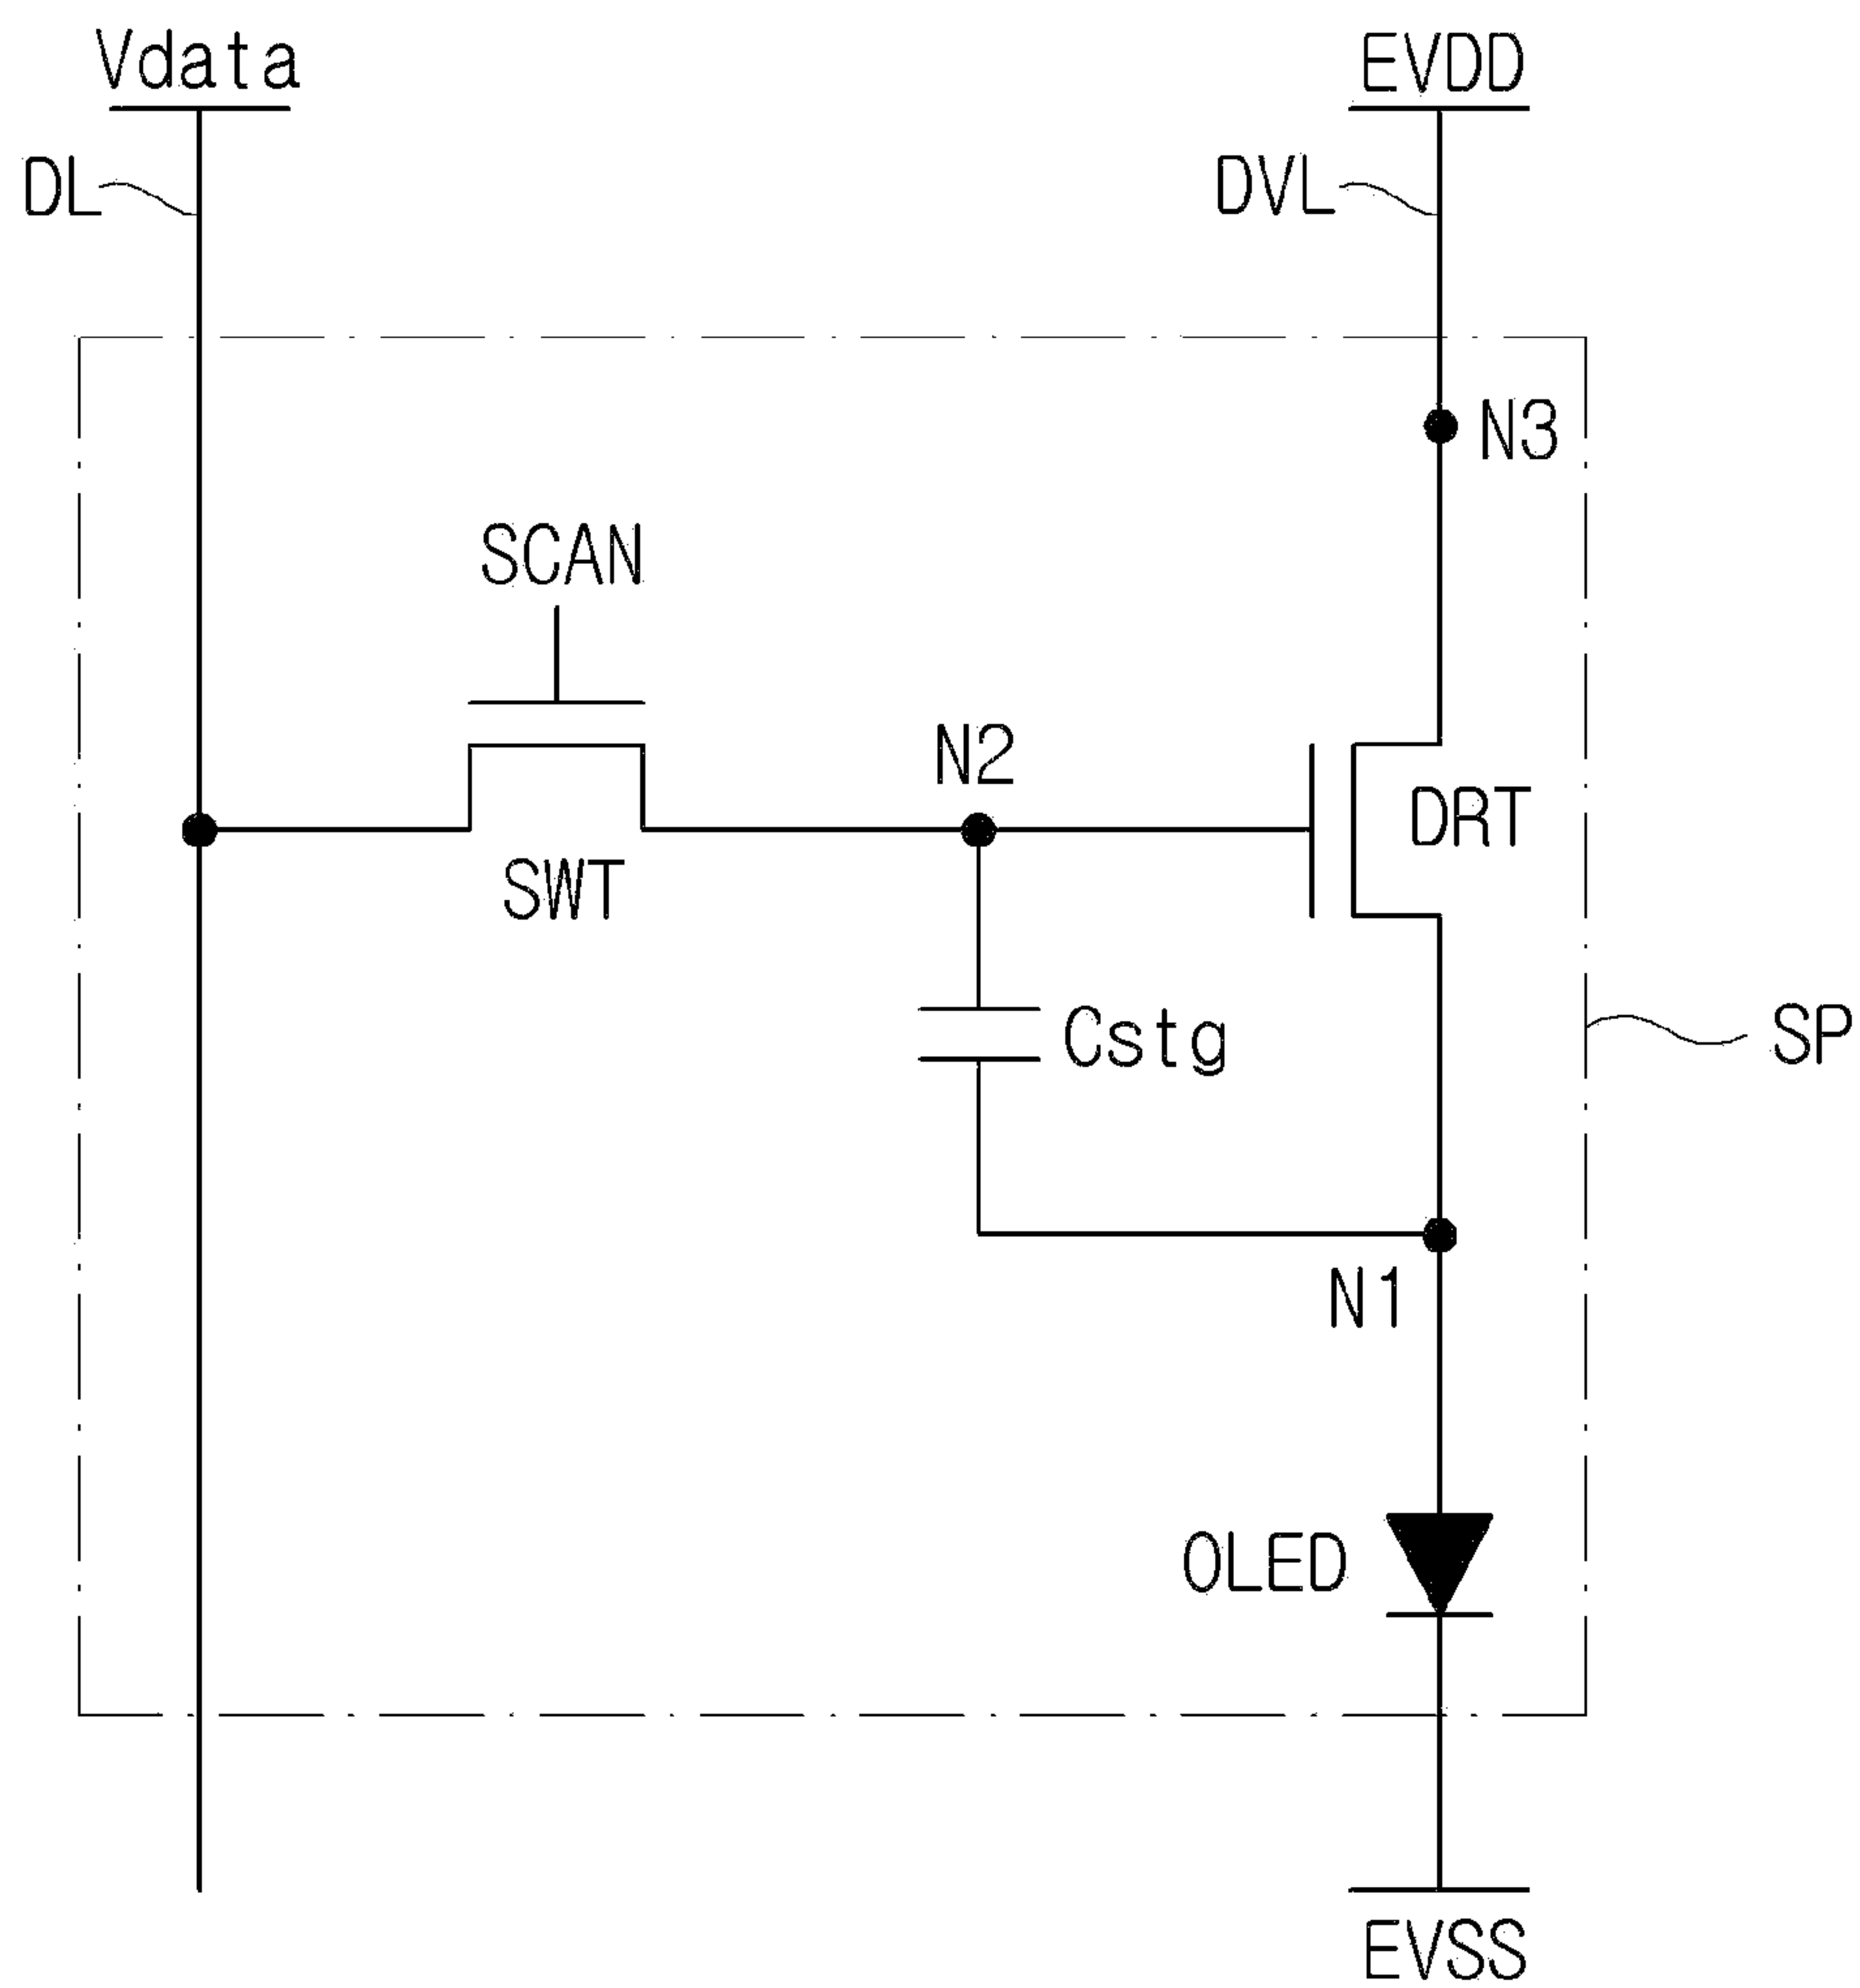 Vdata
EVDD
DL
DVL
N3
SCAN
N2
DRT
SWT
Cstg
SP
N1
OLED
EVSS